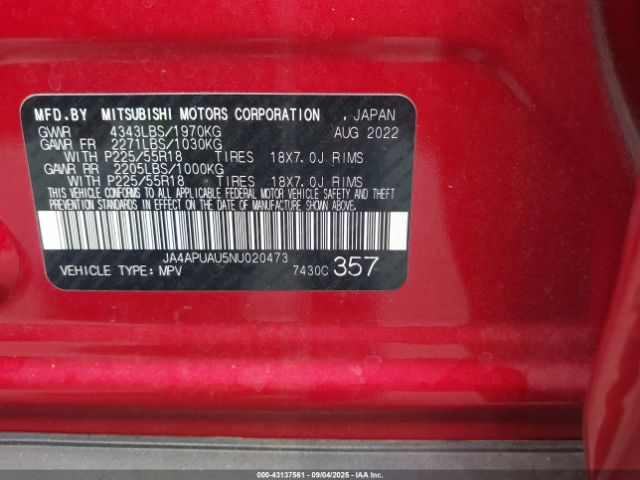 MFD.BY MITSUBISHI MOTORS CORPORATION , JAPAN
GVWR 4343LBS/1970KG AUG 2022
GAWR FR 2271LBS/1030KG
WITH P225/55R18 TIRES 18X7.0J RIMS
GAWR RR 2205LBS/1000KG
WITH P225/55R18 TIRES 18X7.0J RIMS
THIS VEHICLE CONFORMS TO ALL APPLICABLE FEDERAL MOTOR VEHICLE SAFETY AND THEFT
PREVENTION STANDARDS IN EFFECT ON THE DATE OF MANUFACTURE SHOWN ABOVE.
JA4APUAU5NU020473
VEHICLE TYPE: MPV 7430C 357
000-43137561 - 09/04/2025 - Copart